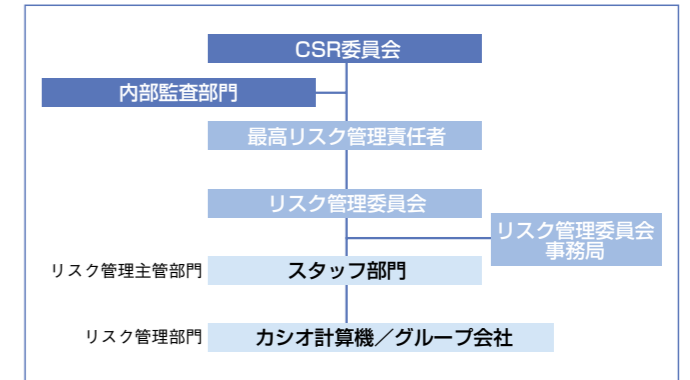 CSR委員会
内部監査部門
最高リスク管理責任者
リスク管理委員会
リスク管理委員会
事務局
リスク管理主管部門
スタッフ部門
リスク管理部門
カシオ計算機／グループ会社